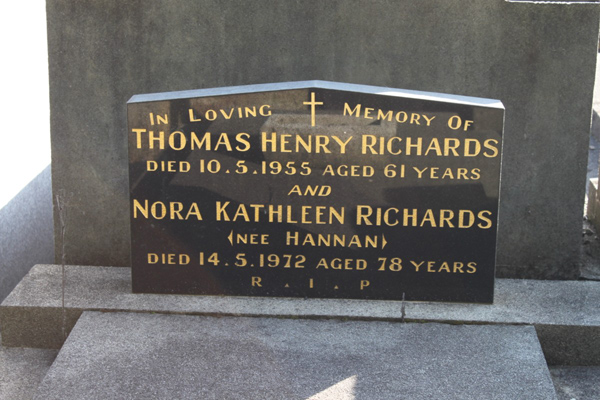 IN LOVING MEMORY OF
THOMAS HENRY RICHARDS
DIED 10.5.1955 AGED 61 YEARS
AND
NORA KATHLEEN RICHARDS
(NEE HANNAN)
DIED 14.5.1972 AGED 78 YEARS
R . I . P